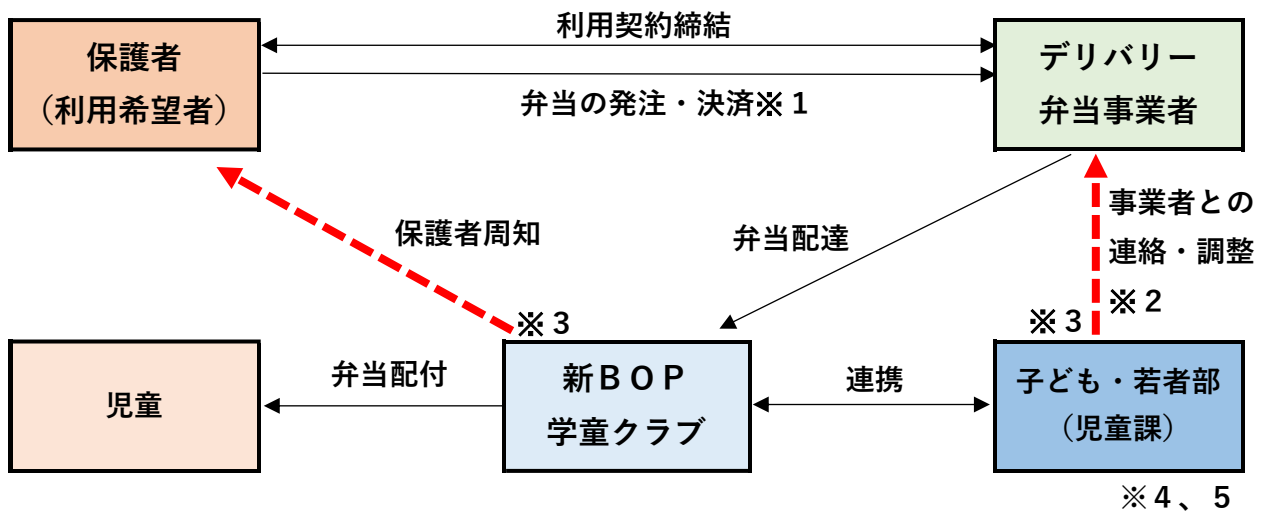 利用契約締結
保護者
（利用希望者）
デリバリー
弁当事業者
弁当の発注・決済※１
保護者周知
弁当配達
事業者との
連絡・調整
※２
※３
※３
児童
弁当配付
新ＢＯＰ
学童クラブ
連携
子ども・若者部
（児童課）
※４、５